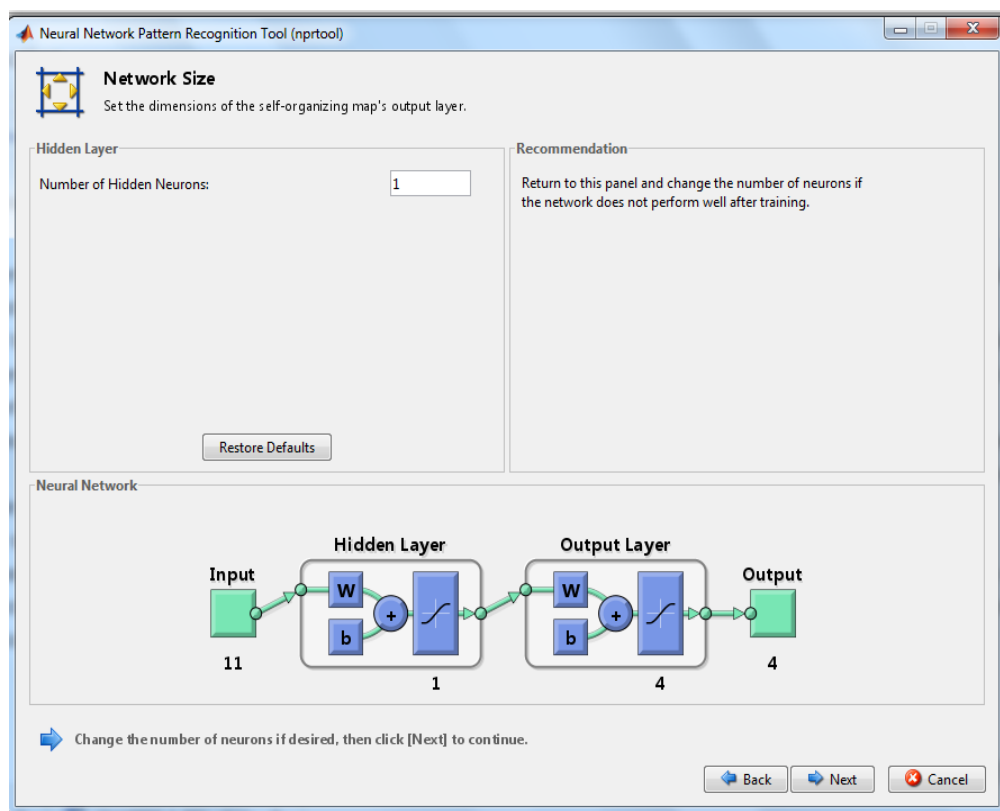 Neural Network Pattern Recognition Tool (nprtool)
Network Size
Set the dimensions of the self-organizing map's output layer.
Hidden Layer
Number of Hidden Neurons:
1
Restore Defaults
Recommendation
Return to this panel and change the number of neurons if
the network does not perform well after training.
Neural Network
Hidden Layer
Output Layer
Input
Output
W
b
+
W
b
+
11
1
4
4
Change the number of neurons if desired, then click [Next] to continue.
Back
Next
Cancel